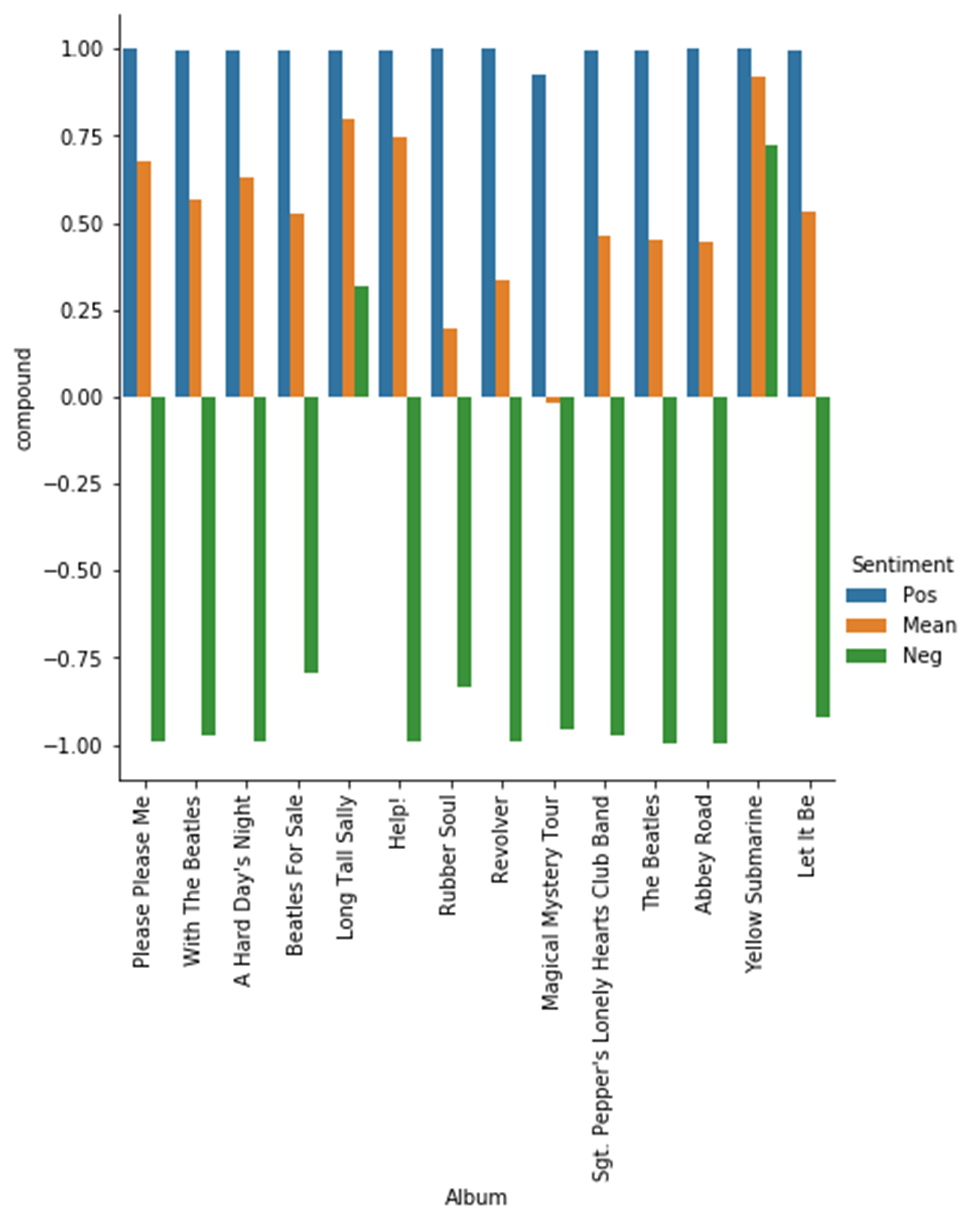 1.00
0.75
0.50
0.25
0.00
−0.25
−0.50
−0.75
−1.00
compound
Sentiment
Pos
Mean
Neg
Please Please Me
With The Beatles
A Hard Day's Night
Beatles For Sale
Long Tall Sally
Help!
Rubber Soul
Revolver
Magical Mystery Tour
Sgt. Pepper's Lonely Hearts Club Band
The Beatles
Abbey Road
Yellow Submarine
Let It Be
Album